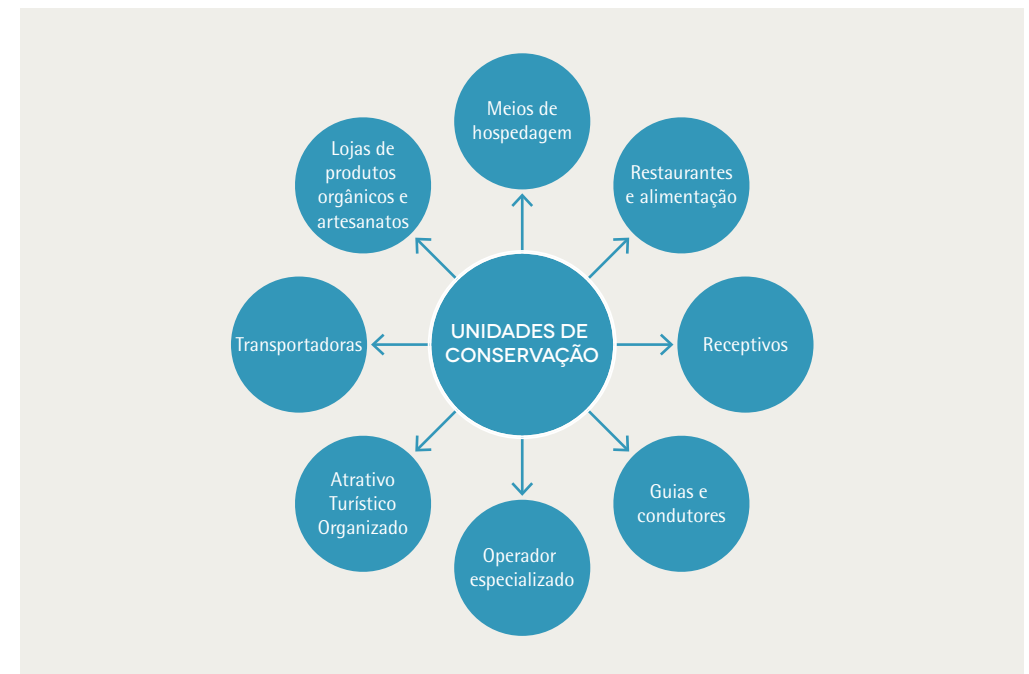 Meios de
hospedagem
Lojas de
produtos
orgânicos e
artesanatos
Restaurantes
e alimentação
Transportadoras
UNIDADES DE
CONSERVAÇÃO
Receptivos
Atrativo
Turístico
Organizado
Guias e
condutores
Operador
especializado